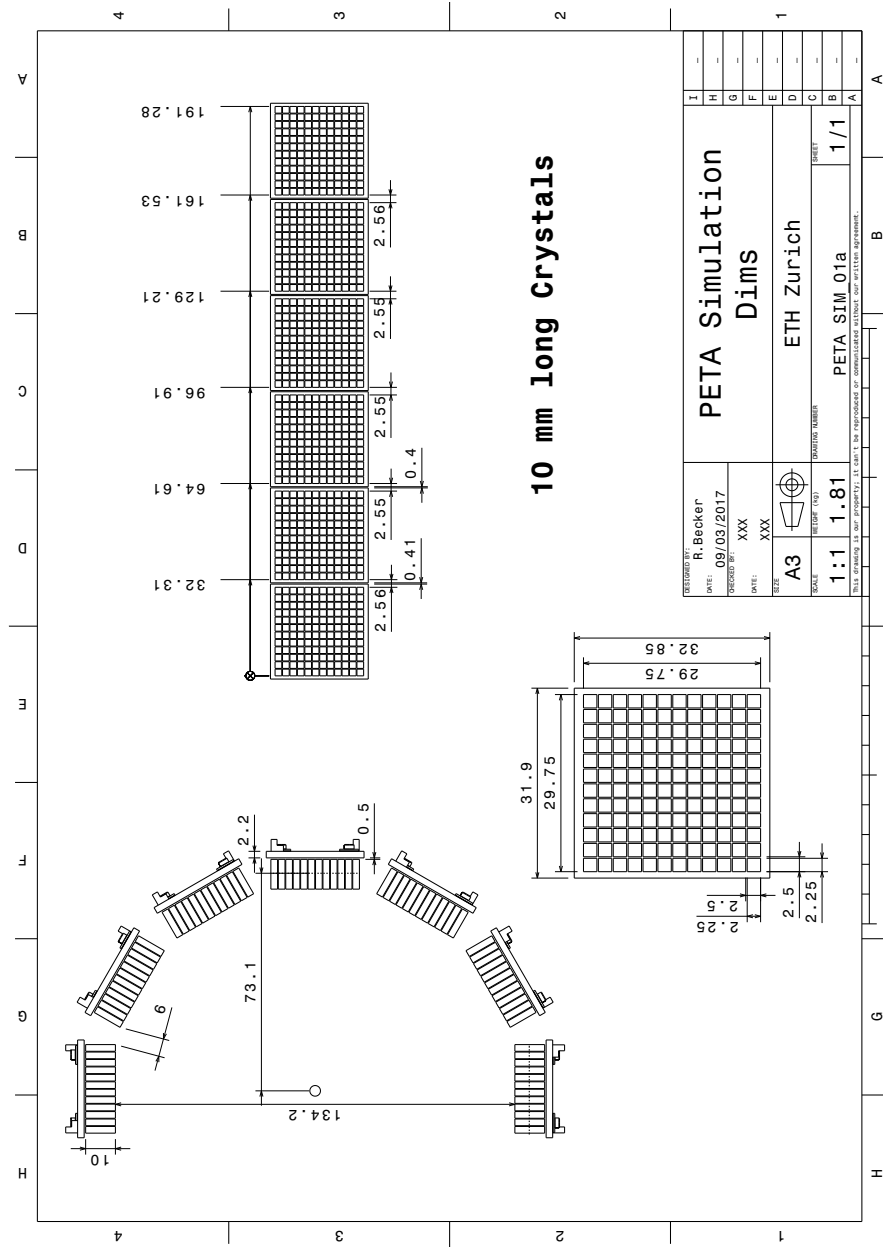 4
3
2
1
A
A
B
B
C
D
E
F
G
G
H
H
4
3
2
1
191.28
161.53
129.21
96.91
64.61
32.31
2.56
2.55
2.55
2.55
2.56
0.4
0.41
10 mm long Crystals
2.2
0.5
73.1
134.2
6
10
31.9
29.75
32.85
29.75
2.5
2.25
2.5
2.25
DESIGNED BY:
R.Becker
DATE:
09/03/2017
CHECKED BY:
XXX
DATE:
XXX
SIZE
A3
SCALE
1:1
WEIGHT (kg)
1.81
PETA Simulation
Dims
ETH Zurich
DRAWING NUMBER
PETA SIM_01a
SHEET
1/1
I –
H –
G –
F –
E –
D –
C –
B –
A –
This drawing is our property; it can't be reproduced or communicated without our written agreement.